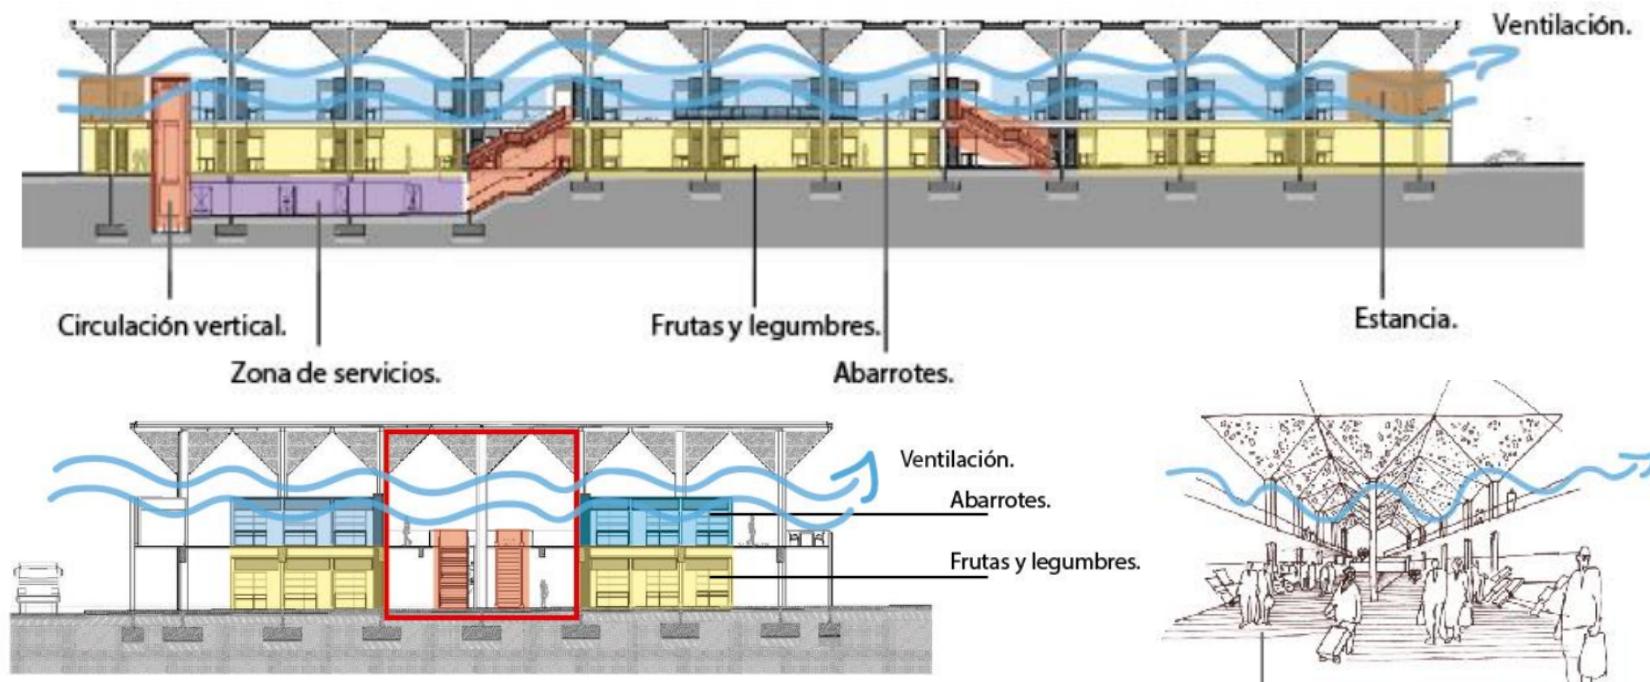 Ventilación.
Circulación vertical.
Frutas y legumbres.
Estancia.
Zona de servicios.
Abarrotes.
Ventilación.
Abarrotes.
Frutas y legumbres.